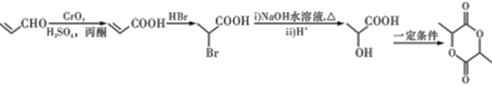 CHO CrO₃ H₂SO₄，丙酮 COOH HBr COOH Br i)NaOH水溶液,△ ii)H⁺ COOH OH 一定条件 O O O O